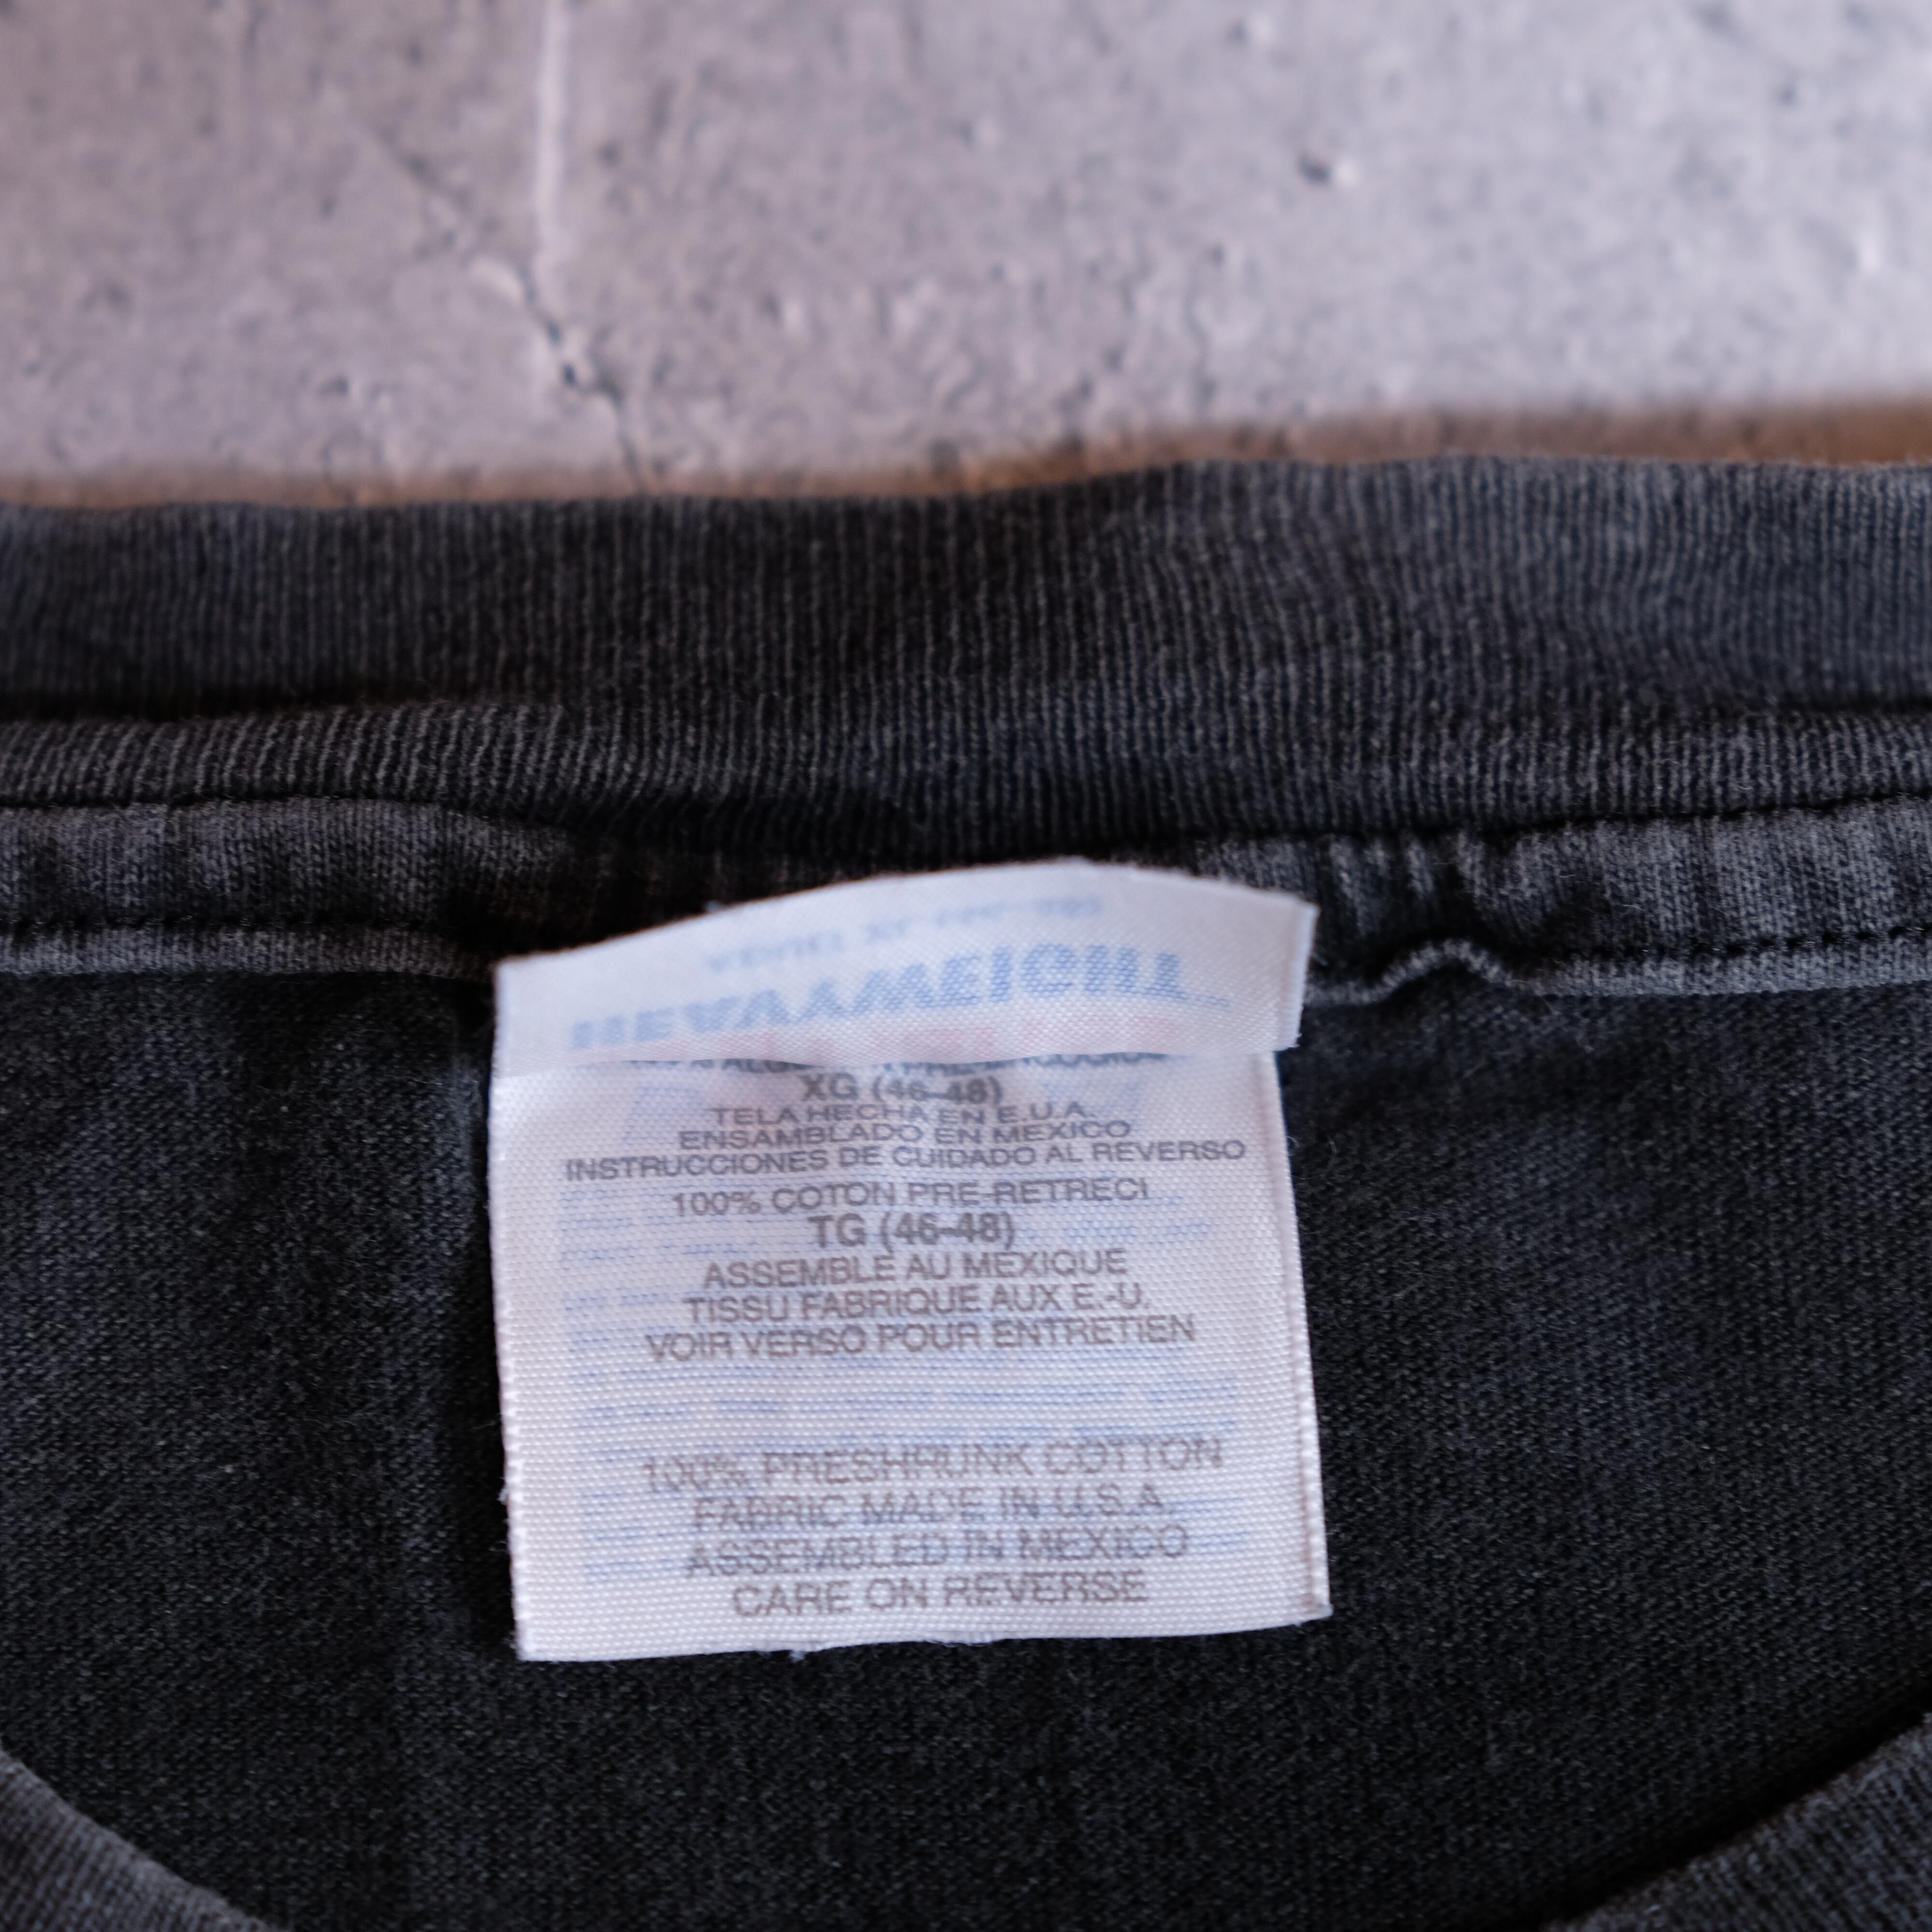 HEAVYWEIGHT
XG (46-48)
TELA HECHA EN E.U.A.
ENSAMBLADO EN MEXICO
INSTRUCCIONES DE CUIDADO AL REVERSO
100% COTON PRE-RETRECI
TG (46-48)
ASSEMBLE AU MEXIQUE
TISSU FABRIQUE AUX E.-U.
VOIR VERSO POUR ENTRETIEN
100% PRESHRUNK COTTON
FABRIC MADE IN U.S.A.
ASSEMBLED IN MEXICO
CARE ON REVERSE